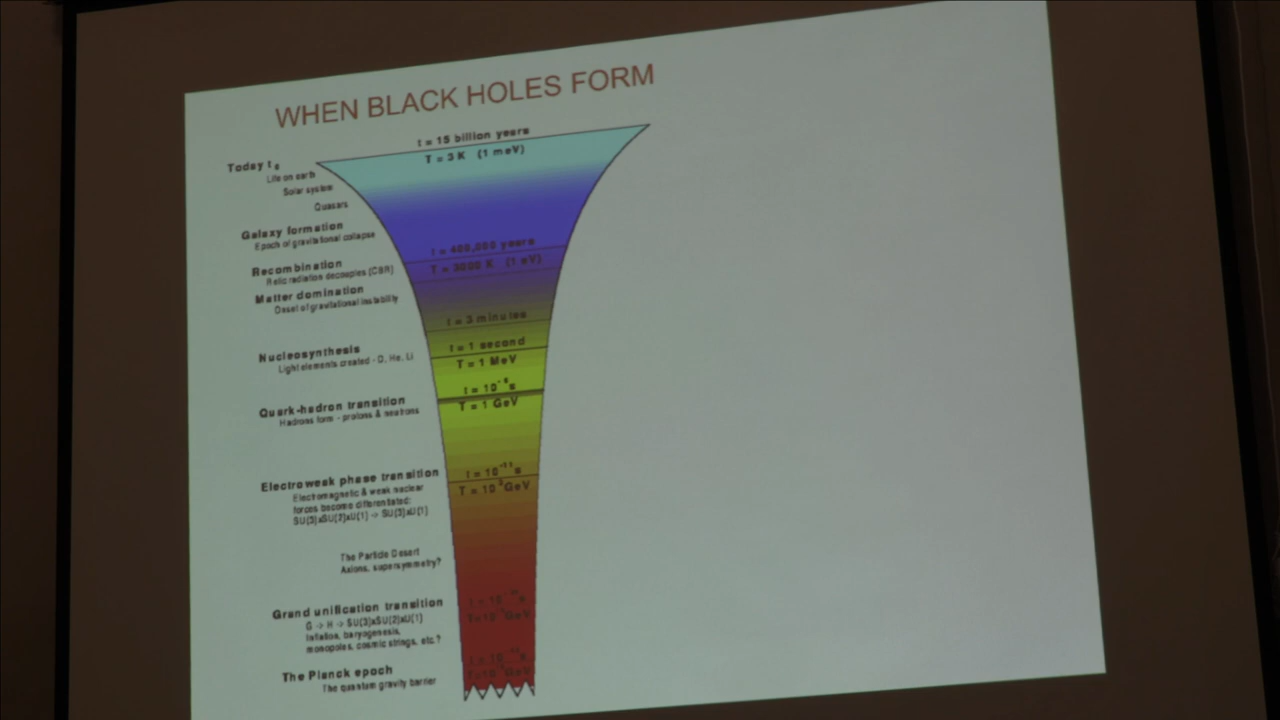 WHEN BLACK HOLES FORM
t = 15 billion years
T = 3 K (1 meV)
Today t
Life on earth
Solar system
Quasars
Galaxy formation
Epoch of gravitational collapse
t = 400,000 years
T = 3000 K (1 eV)
Recombination
Relic radiation decouples (CBR)
Matter domination
Onset of gravitational instability
t = 3 minutes
t = 1 second
T = 1 MeV
Nucleosynthesis
Light elements created - D, He, Li
t = 10⁻⁶s
T = 1 GeV
Quark-hadron transition
Hadrons form - protons & neutrons
t = 10⁻¹¹s
T = 10³GeV
Electroweak phase transition
Electromagnetic & weak nuclear
forces become differentiated:
SU(3)xSU(2)xU(1) -> SU(3)xU(1)
The Particle Desert
Axions, supersymmetry?
Grand unification transition
G -> H -> SU(3)xSU(2)xU(1)
Inflation, baryogenesis,
monopoles, cosmic strings, etc.?
The Planck epoch
The quantum gravity barrier